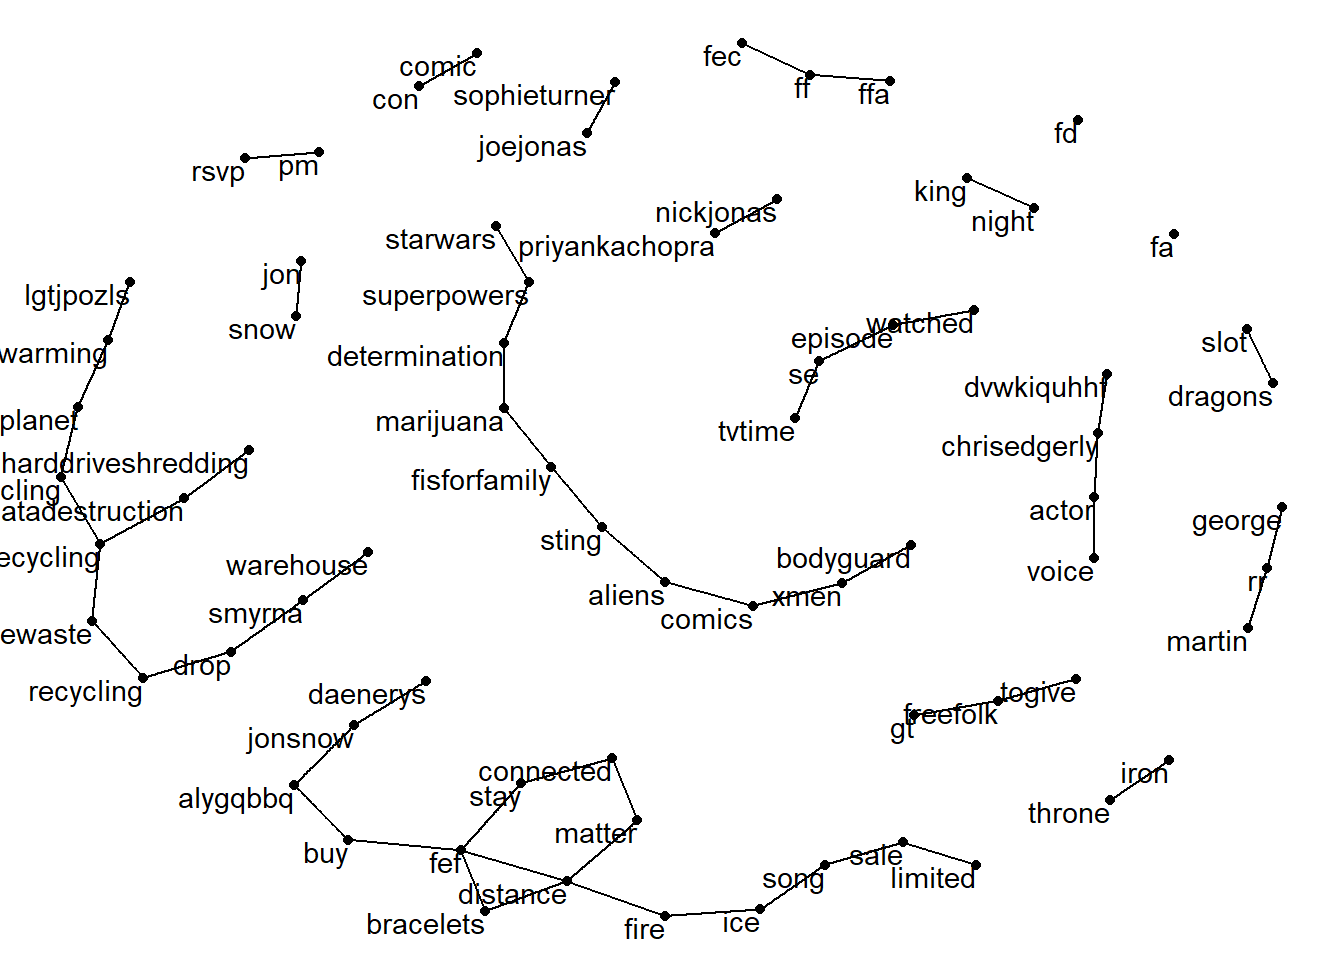 fec
comic
ff
ffa
con
sophieturner
fd
joejonas
rsvp
pm
king
nickjonas
night
starwars
priyankachopra
fa
jon
lgtjpozls
superpowers
snow
watched
episode
slot
warming
determination
se
dvwkiquhhf
dragons
planet
marijuana
tvtime
chrisedgerly
harddriveshredding
fisforfamily
cling
atadestruction
actor
george
sting
ecycling
warehouse
bodyguard
voice
rr
aliens
xmen
smyrna
comics
ewaste
martin
drop
recycling
daenerys
togive
freefolk
gt
jonsnow
connected
iron
stay
alygqbbq
throne
matter
buy
sale
fef
song
limited
distance
bracelets
ice
fire